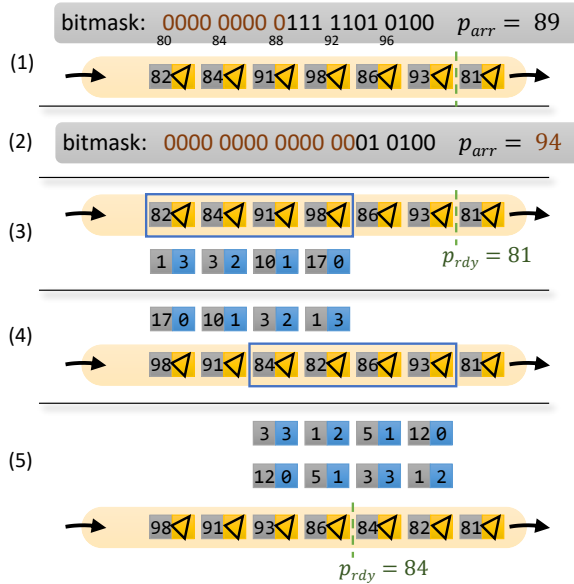 bitmask: 0000 0000 0111 1101 0100 p_arr = 89
80 84 88 92 96
(1)
82 84 91 98 86 93 81
(2) bitmask: 0000 0000 0000 0001 0100 p_arr = 94
82 84 91 98 86 93 81
(3)
p_rdy = 81
1 3 3 2 10 1 17 0
17 0 10 1 3 2 1 3
(4)
98 91 84 82 86 93 81
3 3 1 2 5 1 12 0
(5)
12 0 5 1 3 3 1 2
98 91 93 86 84 82 81
p_rdy = 84